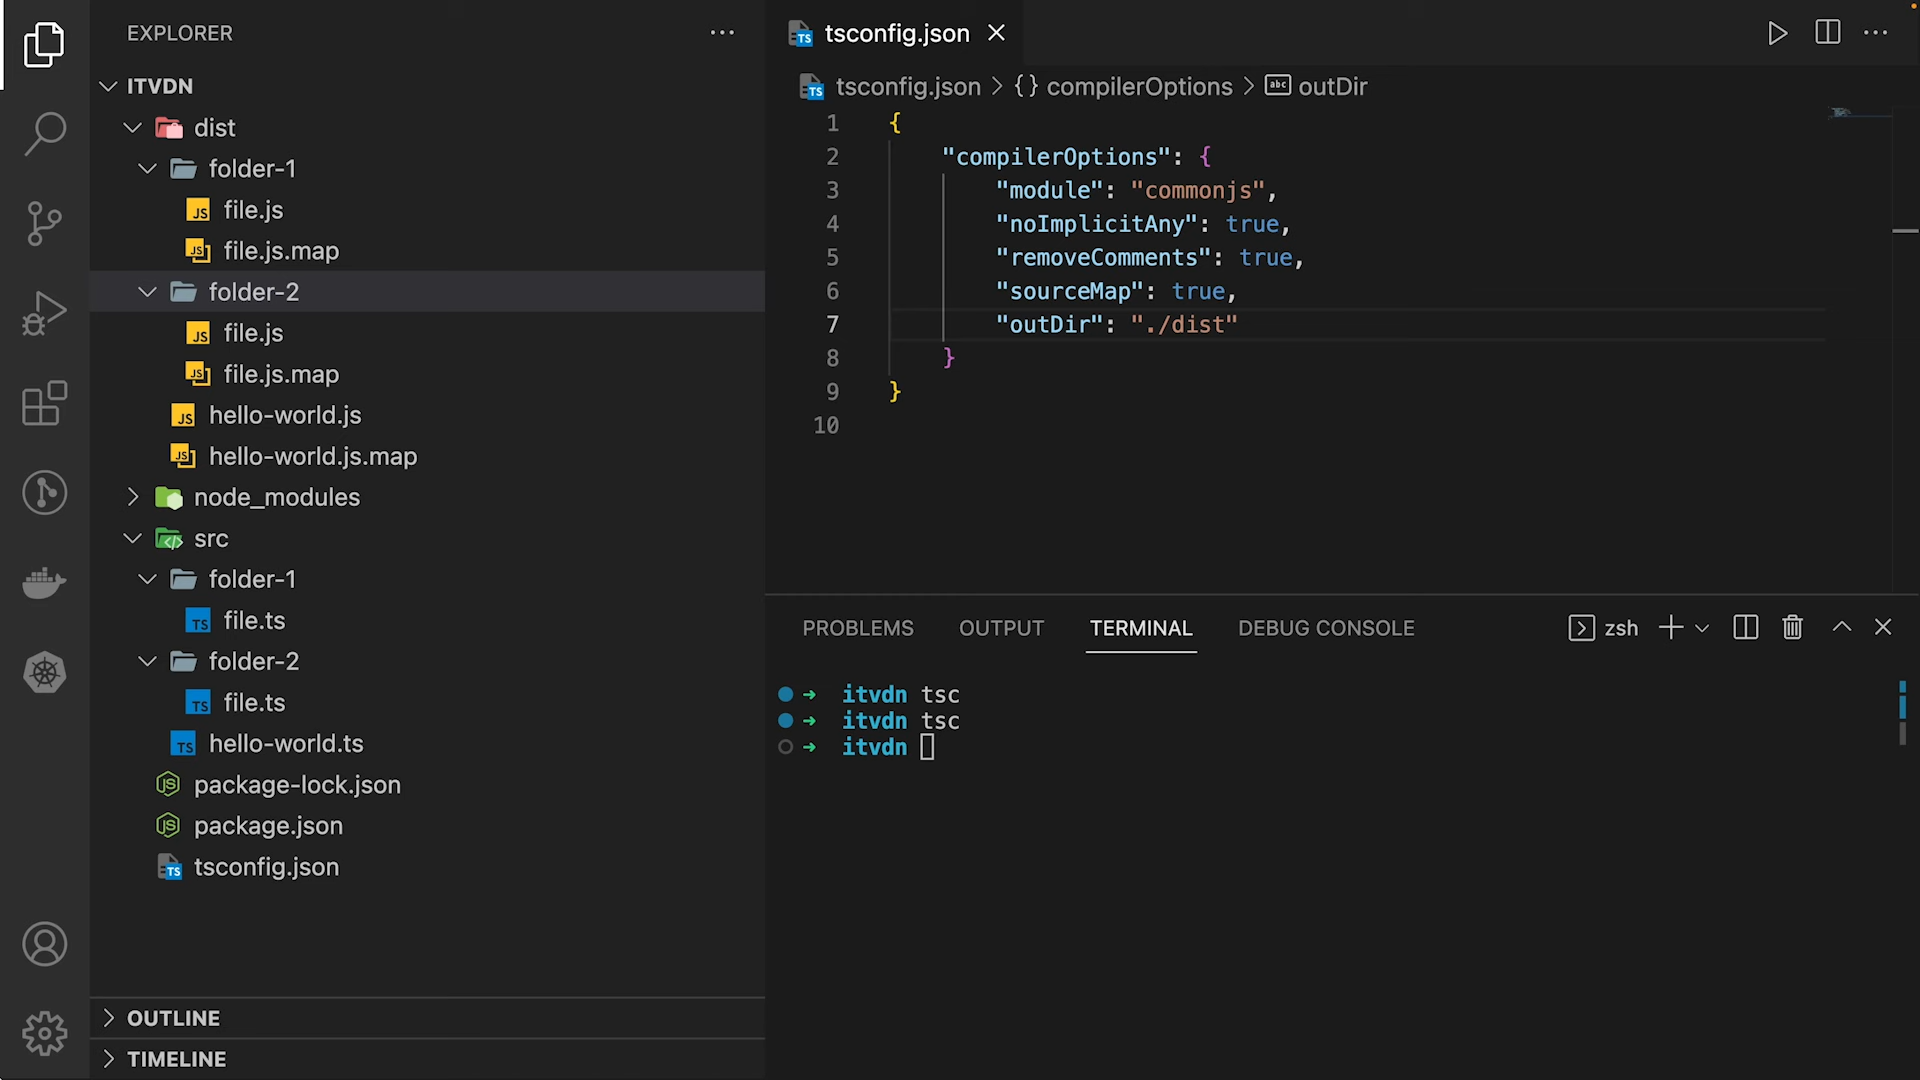 EXPLORER
ITVDN
dist
folder-1
file.js
file.js.map
folder-2
file.js
file.js.map
hello-world.js
hello-world.js.map
node_modules
src
folder-1
file.ts
folder-2
file.ts
hello-world.ts
package-lock.json
package.json
tsconfig.json
OUTLINE
TIMELINE
tsconfig.json
tsconfig.json > {} compilerOptions > abc outDir
1 {
2 "compilerOptions": {
3 "module": "commonjs",
4 "noImplicitAny": true,
5 "removeComments": true,
6 "sourceMap": true,
7 "outDir": "./dist"
8 }
9 }
10
PROBLEMS OUTPUT TERMINAL DEBUG CONSOLE zsh
➜ itvdn tsc
➜ itvdn tsc
➜ itvdn